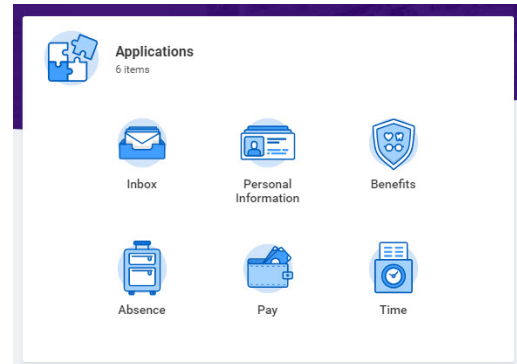 Applications
6 items
Inbox
Personal
Information
Benefits
Absence
Pay
Time